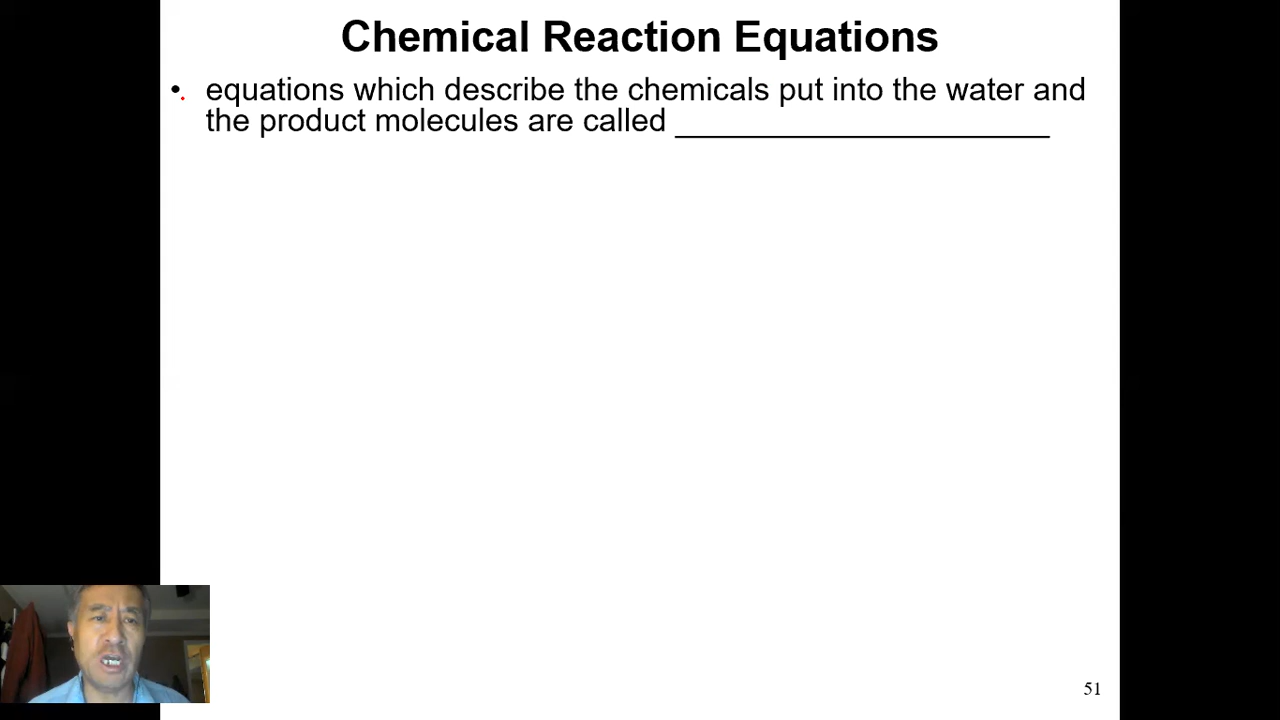 Chemical Reaction Equations
• equations which describe the chemicals put into the water and
the product molecules are called ______________________
51